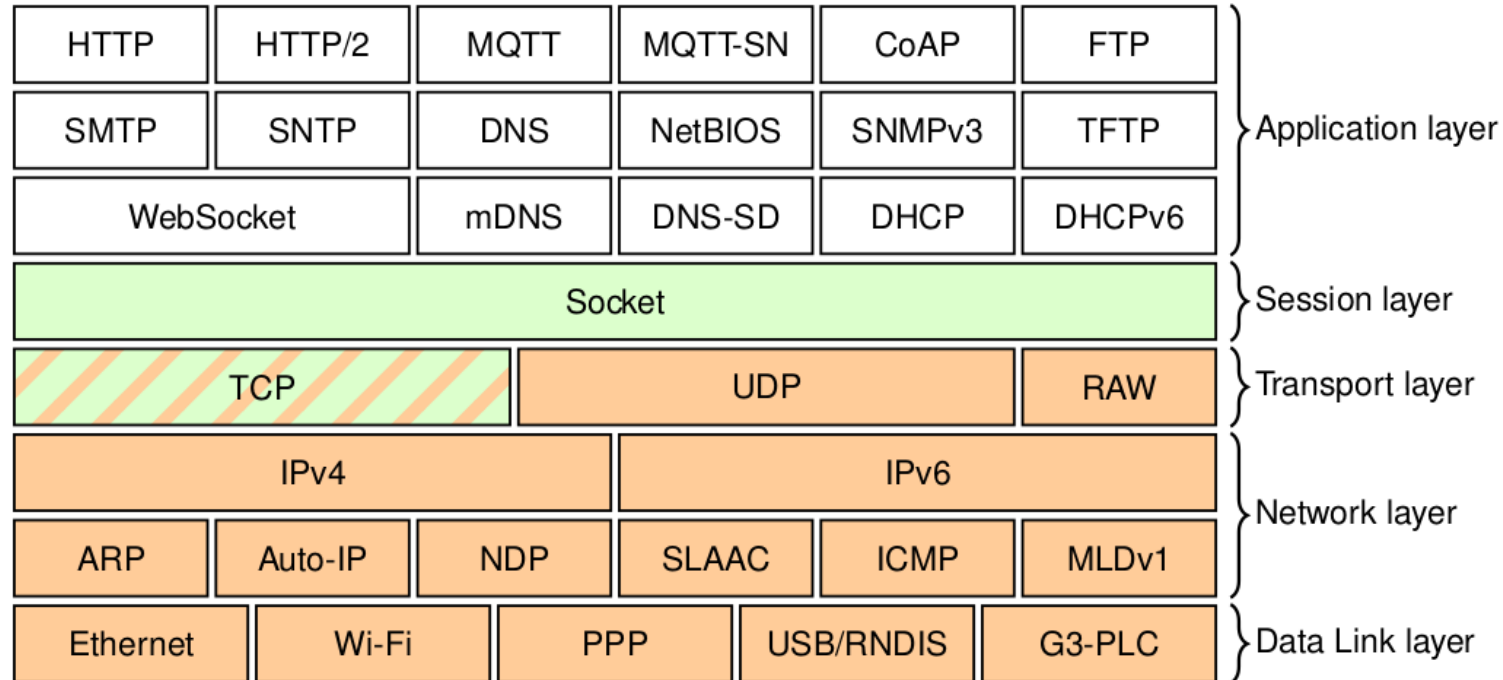 HTTP HTTP/2 MQTT MQTT-SN CoAP FTP
SMTP SNTP DNS NetBIOS SNMPv3 TFTP
Application layer
WebSocket mDNS DNS-SD DHCP DHCPv6
Socket
Session layer
TCP UDP RAW
Transport layer
IPv4 IPv6
Network layer
ARP Auto-IP NDP SLAAC ICMP MLDv1
Ethernet Wi-Fi PPP USB/RNDIS G3-PLC
Data Link layer